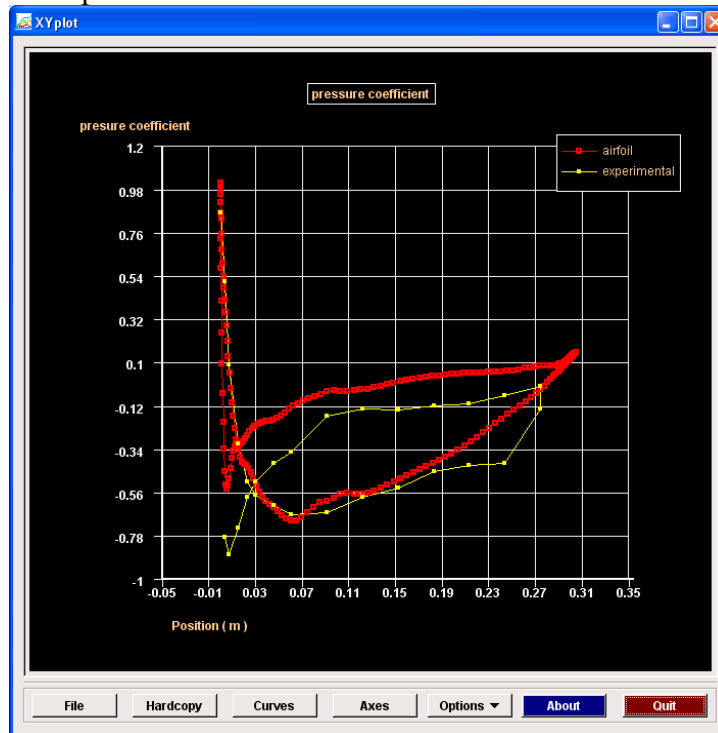 XYplot
pressure coefficient
presure coefficient
airfoil
experimental
1.2
0.98
0.76
0.54
0.32
0.1
-0.12
-0.34
-0.56
-0.78
-1
-0.05 -0.01 0.03 0.07 0.11 0.15 0.19 0.23 0.27 0.31 0.35
Position ( m )
File Hardcopy Curves Axes Options About Quit